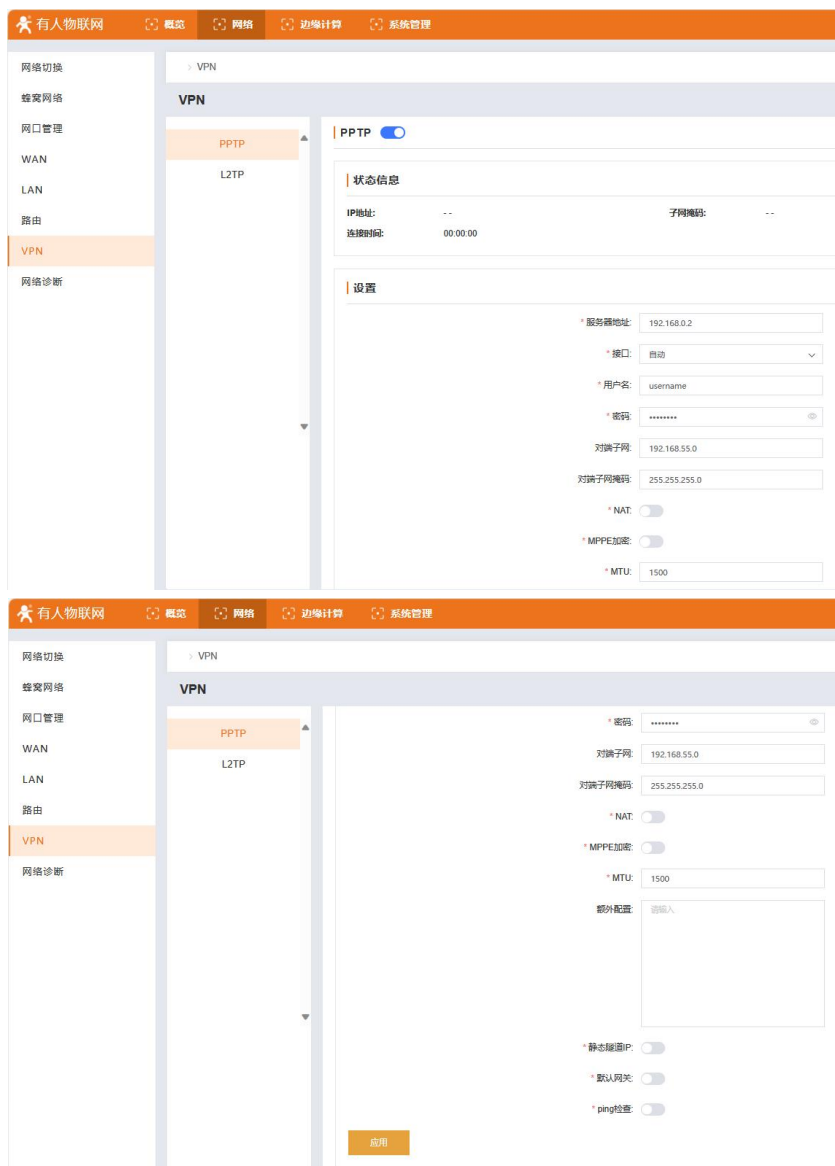 有人物联网 概览 网络 边缘计算 系统管理
网络切换
蜂窝网络
网口管理
WAN
LAN
路由
VPN
网络诊断
> VPN
VPN
PPTP
L2TP
PPTP
状态信息
IP地址: -- 子网掩码: --
连接时间: 00:00:00
设置
* 服务器地址: 192.168.0.2
* 接口: 自动
* 用户名: username
* 密码: ••••••••
对端子网: 192.168.55.0
对端子网掩码: 255.255.255.0
* NAT:
* MPPE加密:
* MTU: 1500
有人物联网 概览 网络 边缘计算 系统管理
网络切换
蜂窝网络
网口管理
WAN
LAN
路由
VPN
网络诊断
> VPN
VPN
PPTP
L2TP
* 密码: ••••••••
对端子网: 192.168.55.0
对端子网掩码: 255.255.255.0
* NAT:
* MPPE加密:
* MTU: 1500
额外配置: 请输入
* 静态隧道IP:
* 默认网关:
* ping检查:
应用